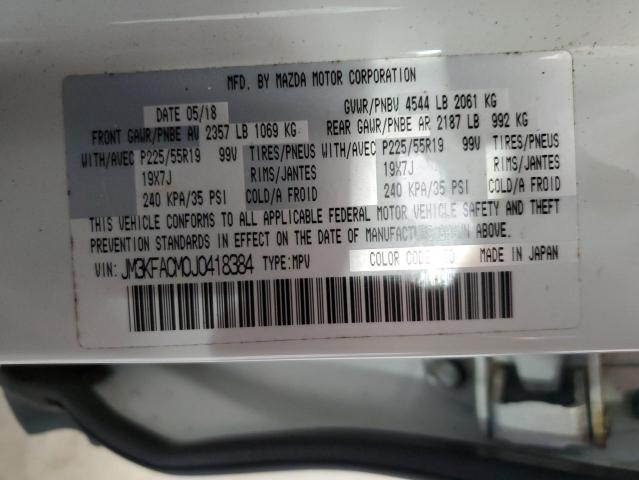 MFD. BY MAZDA MOTOR CORPORATION
DATE 05/18 GVWR/PNBV 4544 LB 2061 KG
FRONT GAWR/PNBE AV 2357 LB 1069 KG REAR GAWR/PNBE AR 2187 LB 992 KG
WITH/AVEC P225/55R19 99V TIRES/PNEUS WITH/AVEC P225/55R19 99V TIRES/PNEUS
19X7J RIMS/JANTES 19X7J RIMS/JANTES
240 KPA/35 PSI COLD/A FROID 240 KPA/35 PSI COLD/A FROID
THIS VEHICLE CONFORMS TO ALL APPLICABLE FEDERAL MOTOR VEHICLE SAFETY AND THEFT
PREVENTION STANDARDS IN EFFECT ON THE DATE OF MANUFACTURE SHOWN ABOVE.
VIN: JM3KFACM0J0418384 TYPE:MPV COLOR CODE MADE IN JAPAN